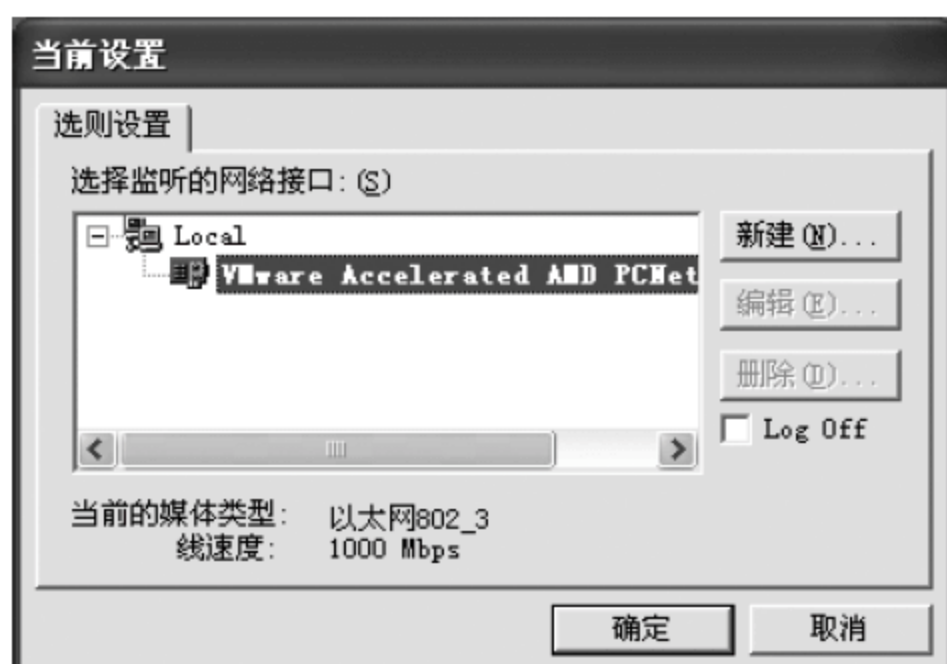 当前设置
选则设置
选择监听的网络接口：(S)
Local
新建(N)...
VMware Accelerated AMD PCNet
编辑(E)...
删除(D)...
Log Off
当前的媒体类型： 以太网802_3
线速度： 1000 Mbps
确定 取消